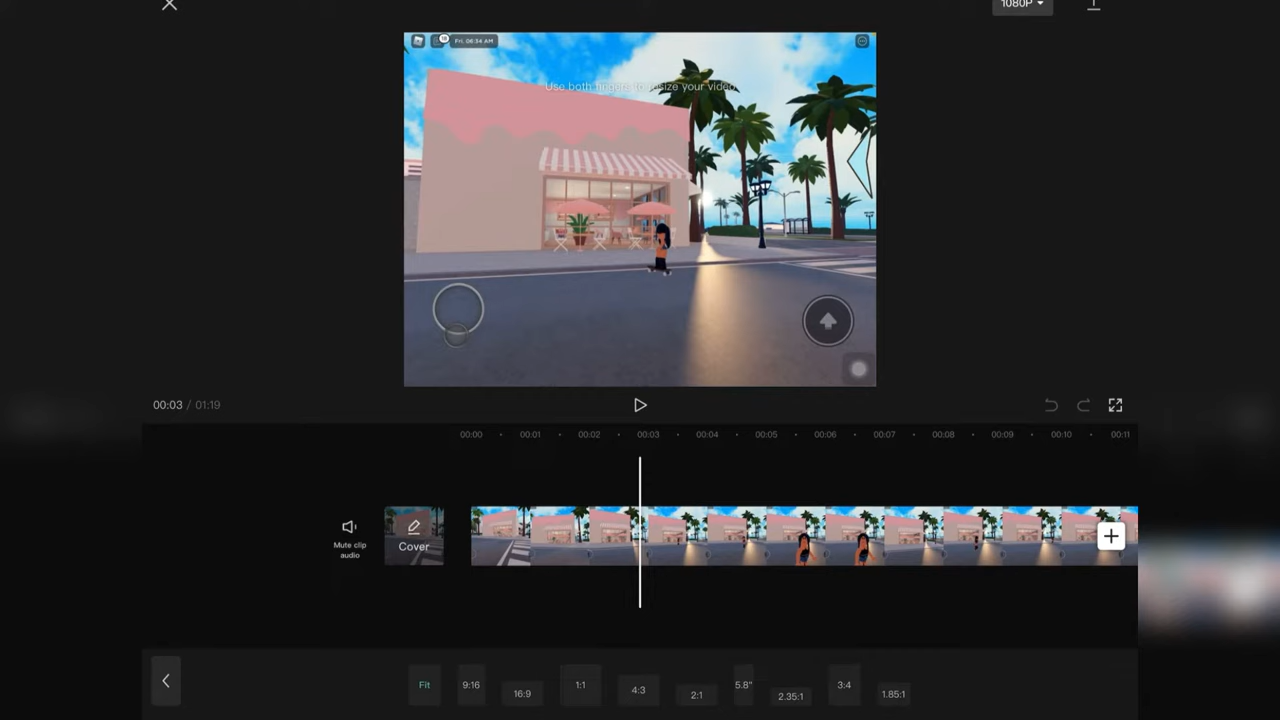 1080P
18
Fri. 06:34 AM
Use both fingers to resize your video
00:03 / 01:19
00:00 00:01 00:02 00:03 00:04 00:05 00:06 00:07 00:08 00:09 00:10 00:11
Mute clip
audio
Cover
Fit 9:16 16:9 1:1 4:3 2:1 5.8" 2.35:1 3:4 1.85:1